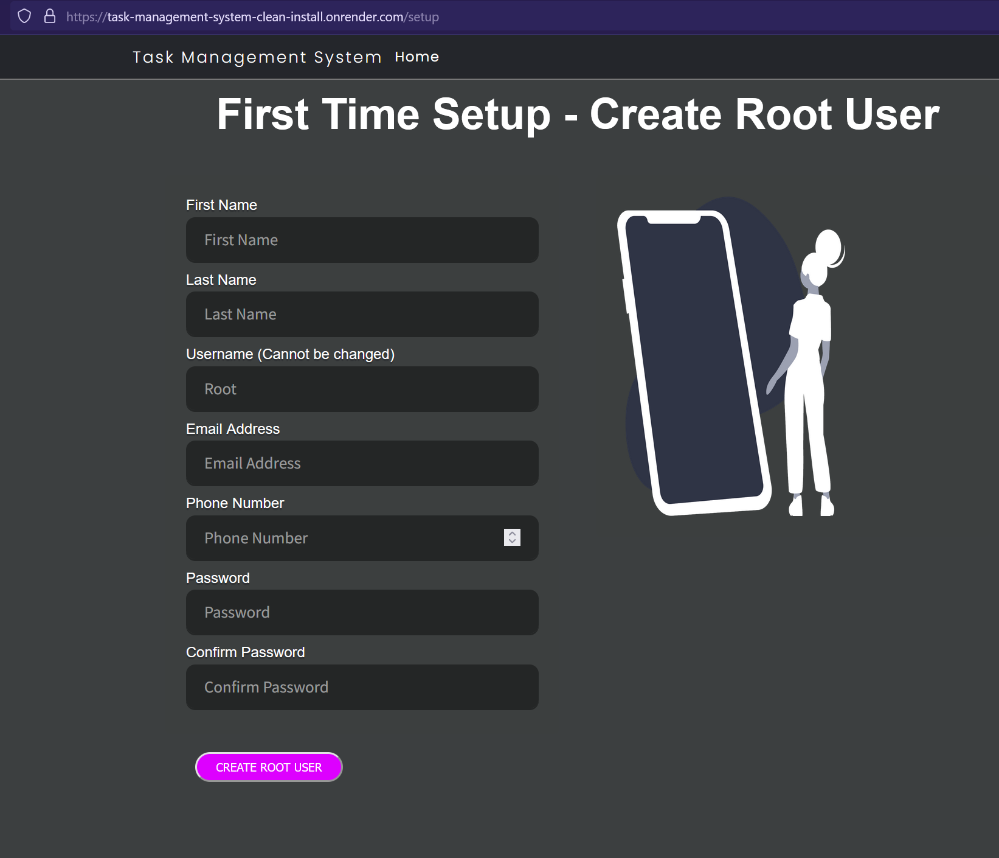 https://task-management-system-clean-install.onrender.com/setup
Task Management System Home
First Time Setup - Create Root User
First Name
First Name
Last Name
Last Name
Username (Cannot be changed)
Root
Email Address
Email Address
Phone Number
Phone Number
Password
Password
Confirm Password
Confirm Password
CREATE ROOT USER